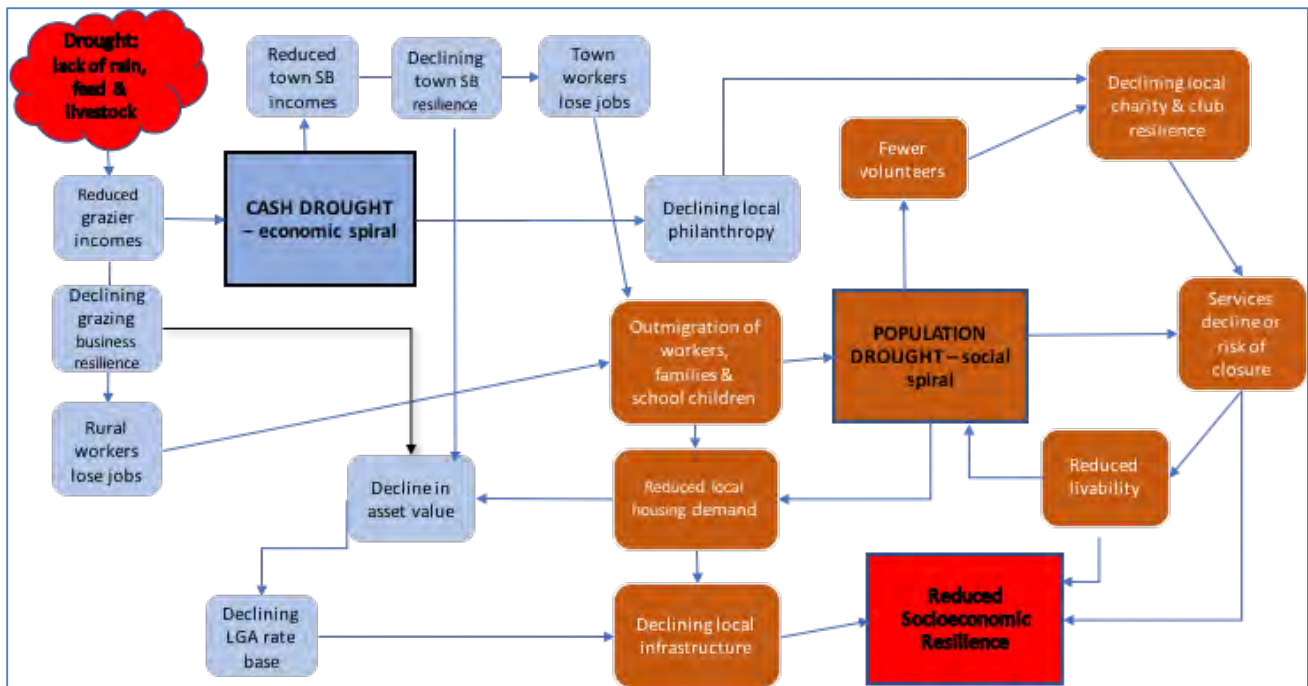 Drought:
lack of rain,
feed &
livestock
Reduced
town SB
incomes
Declining
town SB
resilience
Town
workers
lose jobs
Declining local
charity & club
resilience
Fewer
volunteers
Reduced
grazier
incomes
CASH DROUGHT
– economic spiral
Declining local
philanthropy
Declining
grazing
business
resilience
Outmigration of
workers,
families &
school children
POPULATION
DROUGHT – social
spiral
Services
decline or
risk of
closure
Rural
workers
lose jobs
Decline in
asset value
Reduced local
housing demand
Reduced
livability
Declining
LGA rate
base
Declining local
infrastructure
Reduced
Socioeconomic
Resilience